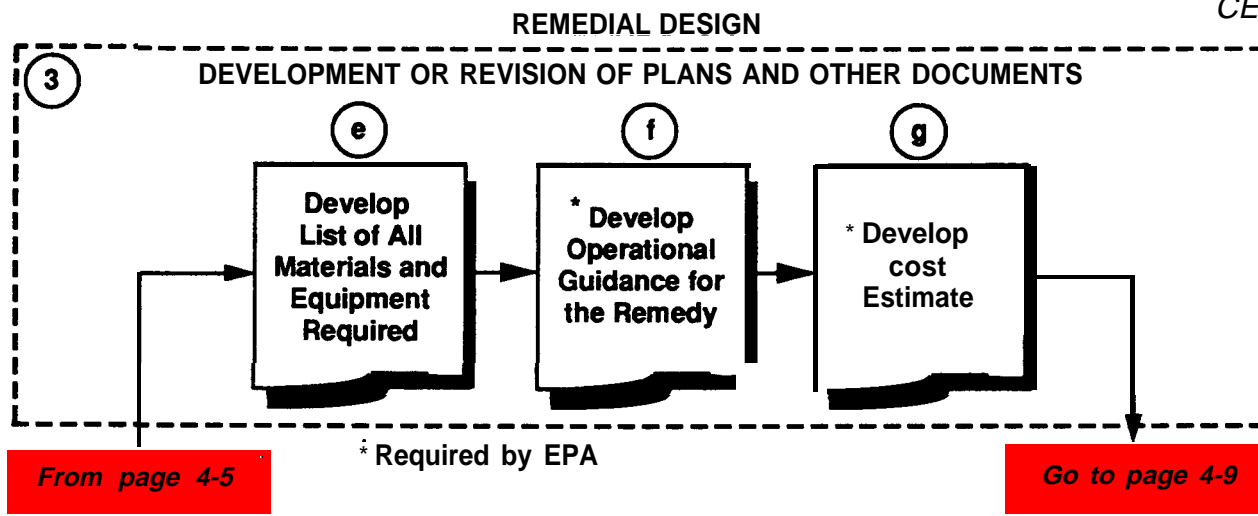 CE
REMEDIAL DESIGN
3
DEVELOPMENT OR REVISION OF PLANS AND OTHER DOCUMENTS
e
Develop
List of All
Materials and
Equipment
Required
f
* Develop
Operational
Guidance for
the Remedy
g
* Develop
cost
Estimate
* Required by EPA
From page 4-5
Go to page 4-9